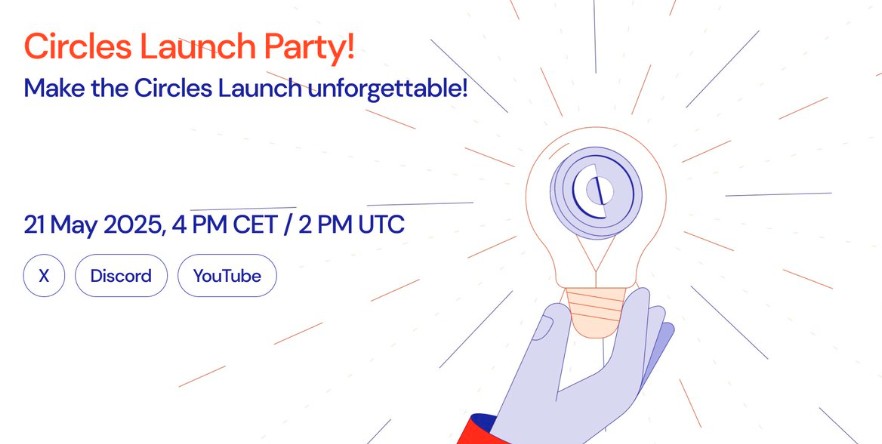 Circles Launch Party!
Make the Circles Launch unforgettable!
21 May 2025, 4 PM CET / 2 PM UTC
X Discord YouTube